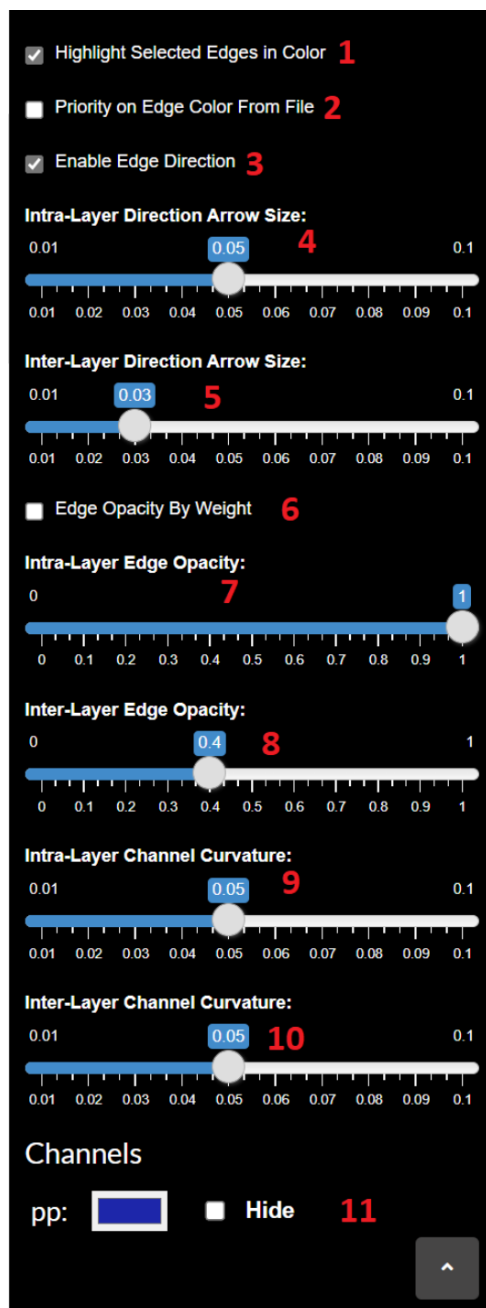 Highlight Selected Edges in Color 1
Priority on Edge Color From File 2
Enable Edge Direction 3
Intra-Layer Direction Arrow Size:
0.01 0.05 4 0.1
0.01 0.02 0.03 0.04 0.05 0.06 0.07 0.08 0.09 0.1
Inter-Layer Direction Arrow Size:
0.01 0.03 5 0.1
0.01 0.02 0.03 0.04 0.05 0.06 0.07 0.08 0.09 0.1
Edge Opacity By Weight 6
Intra-Layer Edge Opacity:
0 7 1
0 0.1 0.2 0.3 0.4 0.5 0.6 0.7 0.8 0.9 1
Inter-Layer Edge Opacity:
0 0.4 8 1
0 0.1 0.2 0.3 0.4 0.5 0.6 0.7 0.8 0.9 1
Intra-Layer Channel Curvature:
0.01 0.05 9 0.1
0.01 0.02 0.03 0.04 0.05 0.06 0.07 0.08 0.09 0.1
Inter-Layer Channel Curvature:
0.01 0.05 10 0.1
0.01 0.02 0.03 0.04 0.05 0.06 0.07 0.08 0.09 0.1
Channels
pp: Hide 11